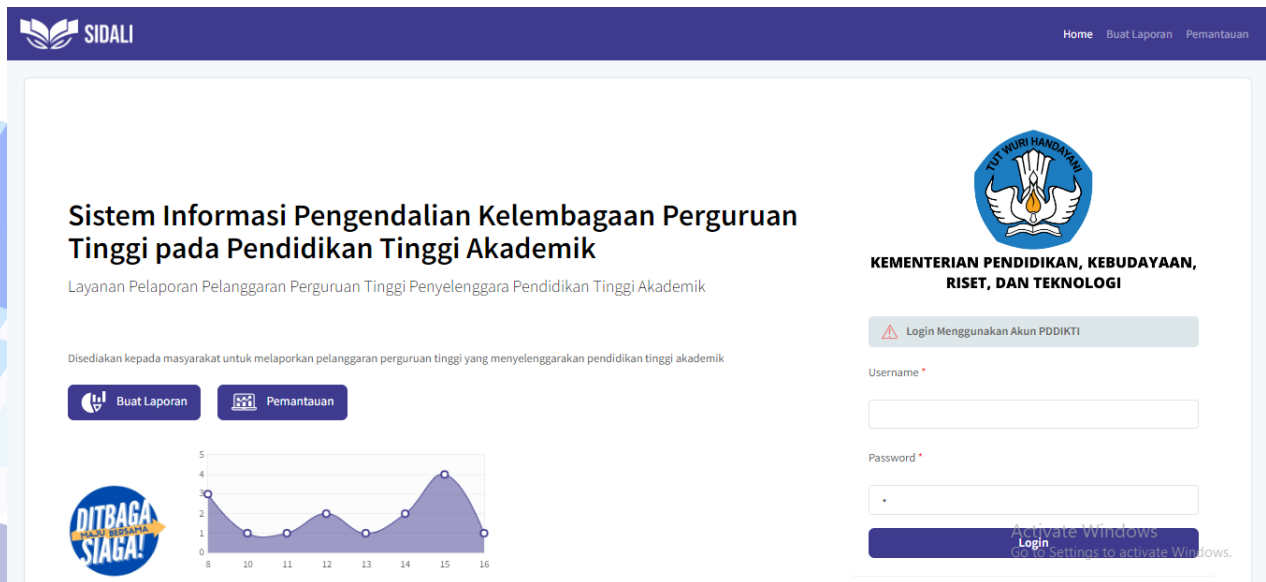 SIDALI
Home Buat Laporan Pemantauan
Sistem Informasi Pengendalian Kelembagaan Perguruan
Tinggi pada Pendidikan Tinggi Akademik
Layanan Pelaporan Pelanggaran Perguruan Tinggi Penyelenggara Pendidikan Tinggi Akademik
Disediakan kepada masyarakat untuk melaporkan pelanggaran perguruan tinggi yang menyelenggarakan pendidikan tinggi akademik
Buat Laporan Pemantauan
DITBAGA
MAJU BERSAMA
SIAGA!
5
4
3
2
1
0
8 10 11 12 13 14 15 16
TUT WURI HANDAYANI
KEMENTERIAN PENDIDIKAN, KEBUDAYAAN,
RISET, DAN TEKNOLOGI
Login Menggunakan Akun PDDIKTI
Username *
Password *
Login
Activate Windows
Go to Settings to activate Windows.